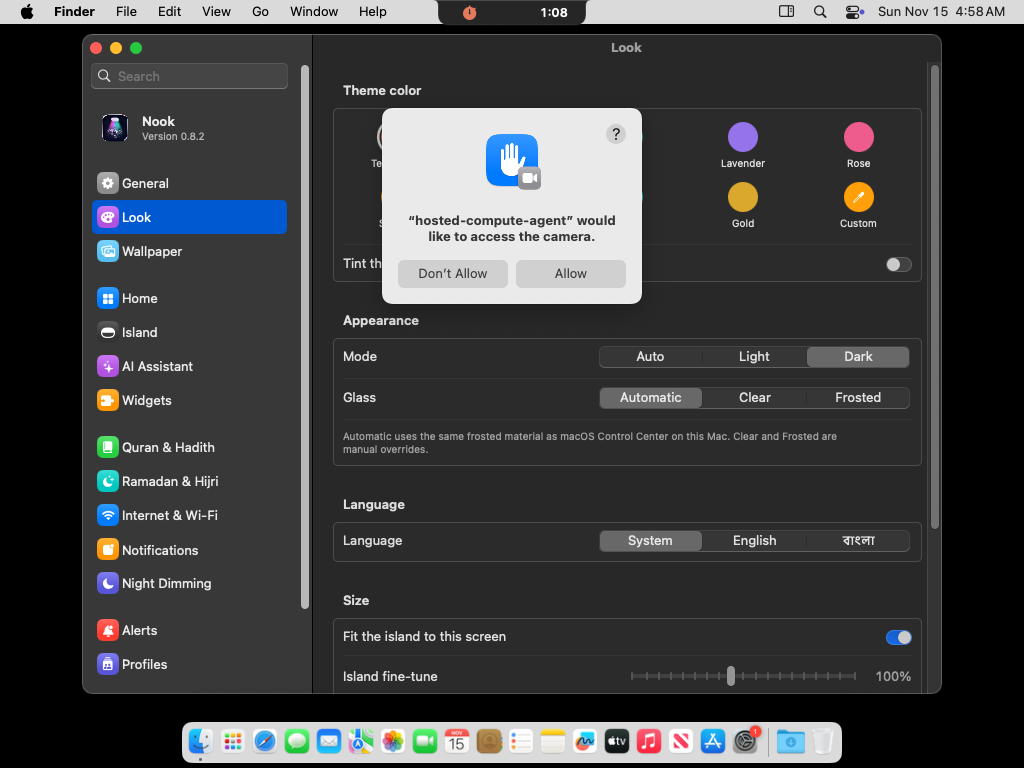 Finder File Edit View Go Window Help 1:08 Sun Nov 15 4:58 AM
Look
Search
Nook
Version 0.8.2
General
Look
Wallpaper
Home
Island
AI Assistant
Widgets
Quran & Hadith
Ramadan & Hijri
Internet & Wi-Fi
Notifications
Night Dimming
Alerts
Profiles
Theme color
Lavender
Rose
Gold
Custom
Tint th
?
“hosted-compute-agent” would
like to access the camera.
Don’t Allow Allow
Appearance
Mode Auto Light Dark
Glass Automatic Clear Frosted
Automatic uses the same frosted material as macOS Control Center on this Mac. Clear and Frosted are
manual overrides.
Language
Language System English বাংলা
Size
Fit the island to this screen
Island fine-tune 100%
NOV
15
tv
1